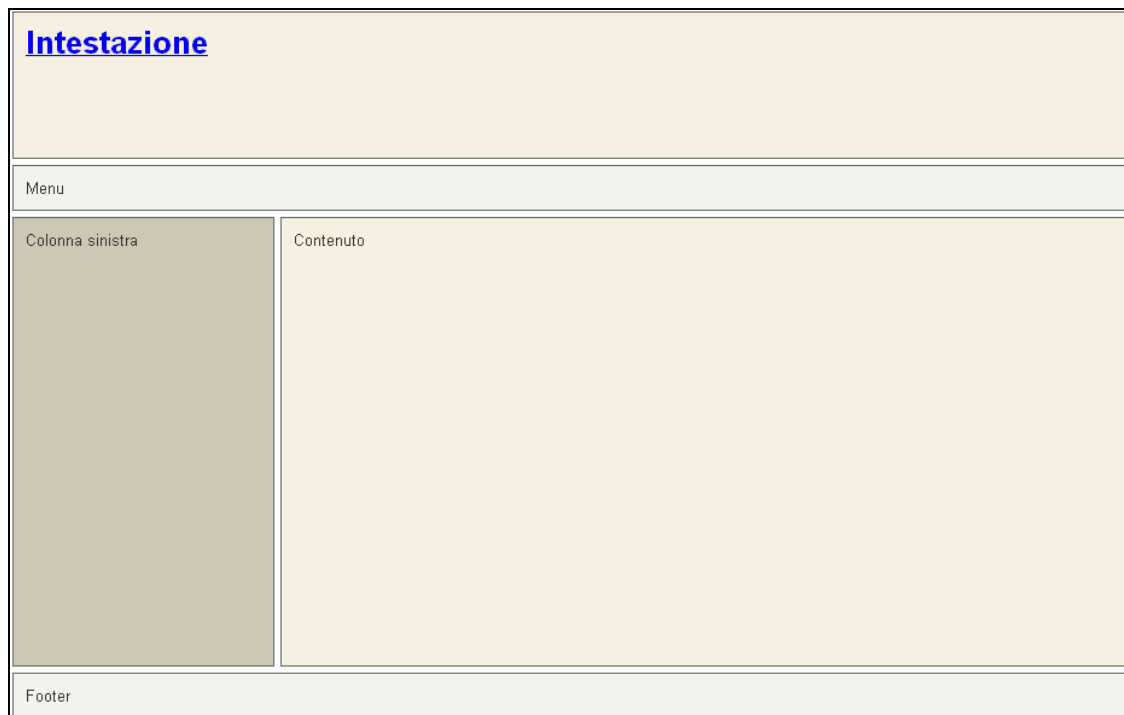 Intestazione
Menu
Colonna sinistra
Contenuto
Footer